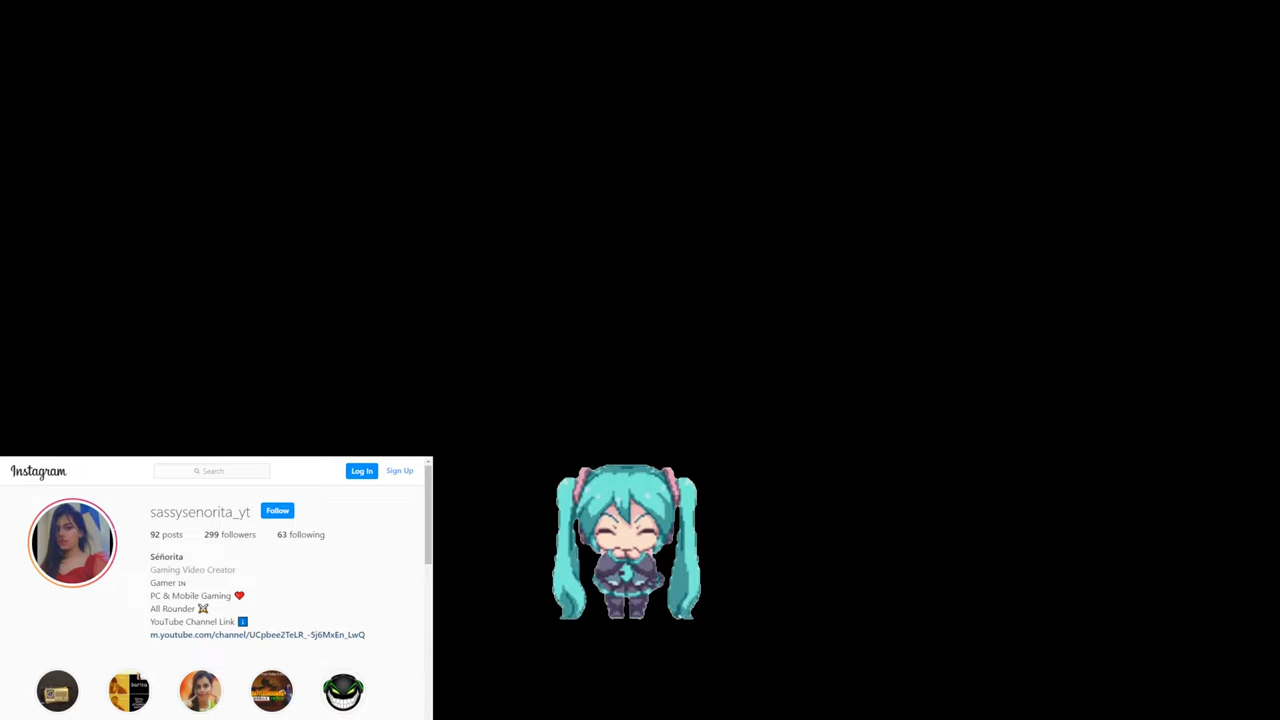 Instagram
Search
Log In
Sign Up
sassysenorita_yt
Follow
92 posts 299 followers 63 following
Séñorita
Gaming Video Creator
Gamer IN
PC & Mobile Gaming
All Rounder
YouTube Channel Link
m.youtube.com/channel/UCpbee2TeLR_-5j6MxEn_LwQ